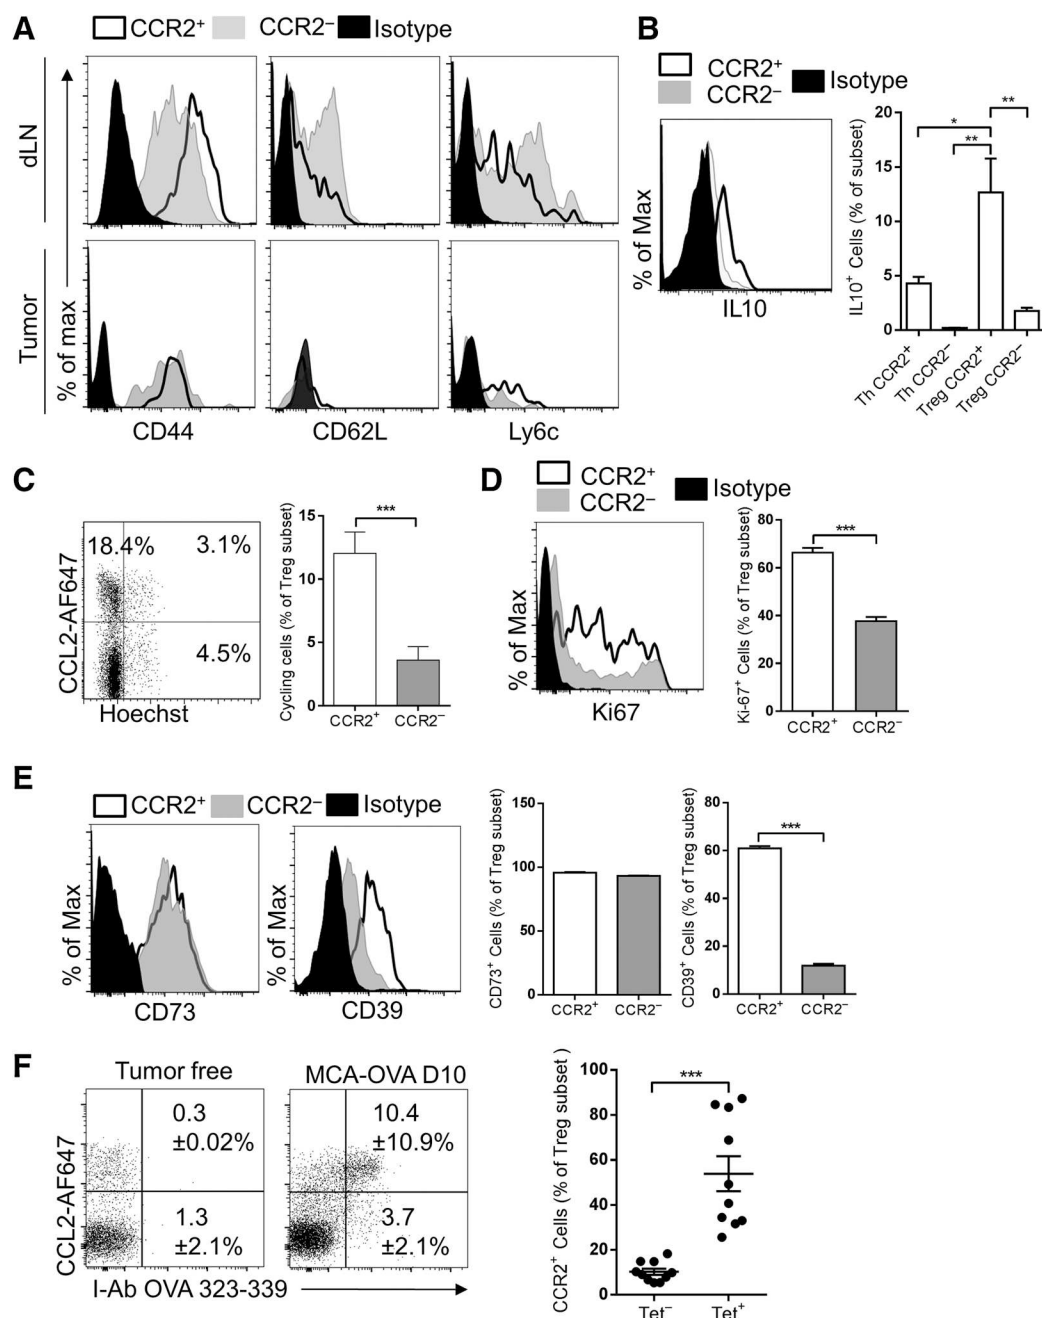 A
CCR2⁺ CCR2⁻ Isotype
dLN
Tumor
% of max
CD44
CD62L
Ly6c
B
CCR2⁺
CCR2⁻
Isotype
% of Max
IL10
IL10⁺ Cells (% of subset)
20
15
10
5
0
*
**
**
Th CCR2⁺
Th CCR2⁻
Treg CCR2⁺
Treg CCR2⁻
C
18.4% 3.1%
4.5%
CCL2-AF647
Hoechst
Cycling cells (% of Treg subset)
15
10
5
0
***
CCR2⁺ CCR2⁻
D
CCR2⁺
CCR2⁻
Isotype
% of Max
Ki67
Ki-67⁺ Cells (% of Treg subset)
80
60
40
20
0
***
CCR2⁺ CCR2⁻
E
CCR2⁺ CCR2⁻ Isotype
% of Max
CD73
% of Max
CD39
CD73⁺ Cells (% of Treg subset)
150
100
50
0
CCR2⁺ CCR2⁻
CD39⁺ Cells (% of Treg subset)
80
60
40
20
0
***
CCR2⁺ CCR2⁻
F
Tumor free
0.3
±0.02%
1.3
±2.1%
MCA-OVA D10
10.4
±10.9%
3.7
±2.1%
CCL2-AF647
I-Ab OVA 323-339
CCR2⁺ Cells (% of Treg subset )
100
80
60
40
20
0
***
Tet⁻ Tet⁺